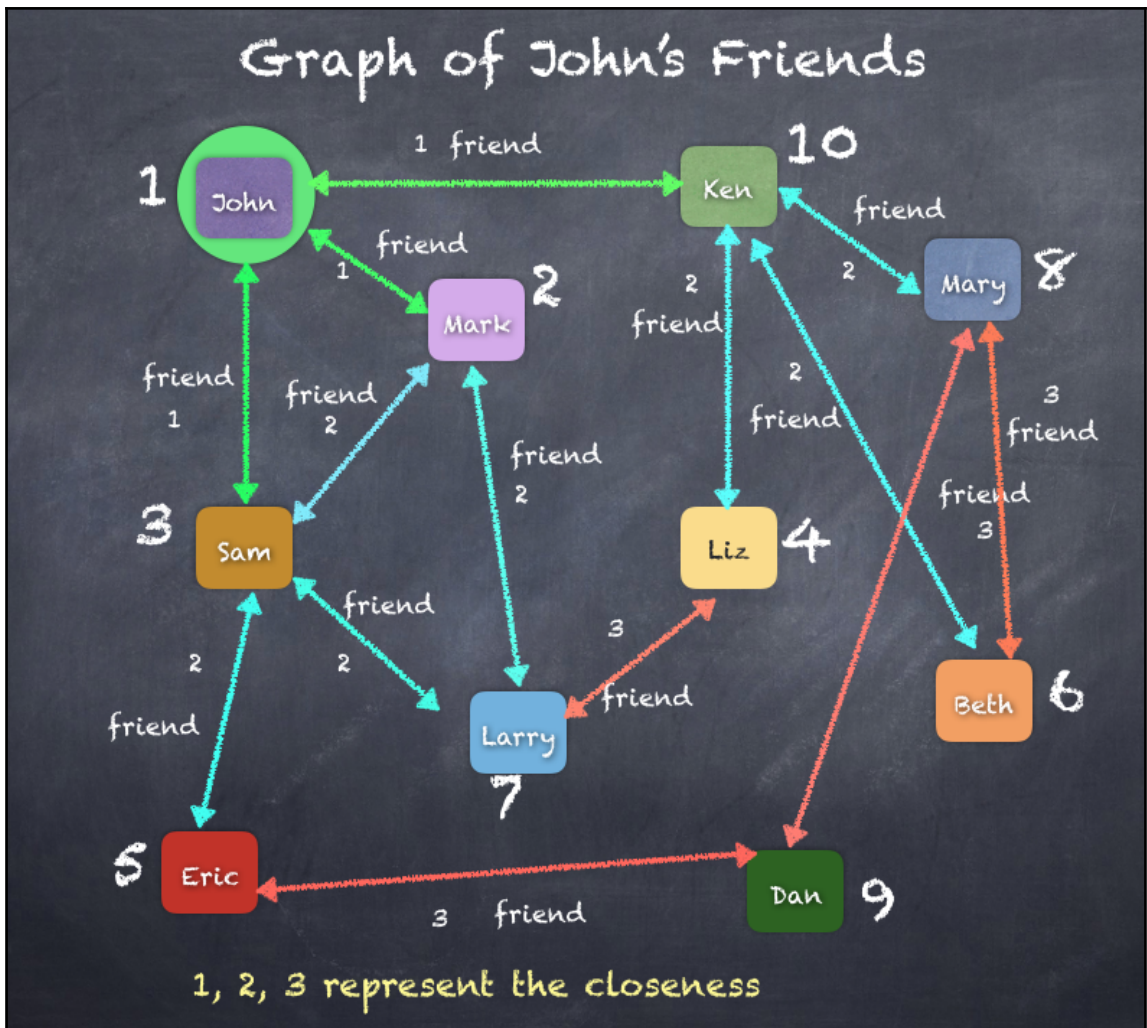 Graph of John's Friends
1 friend
10
1
John
Ken
friend
1
friend
2
Mary
8
Mark
2
2
friend
friend
1
friend
2
2
friend
3
friend
friend
2
friend
3
3
Sam
Liz
4
friend
2
2
friend
3
friend
Larry
7
Beth
6
5
Eric
Dan
9
3 friend
1, 2, 3 represent the closeness